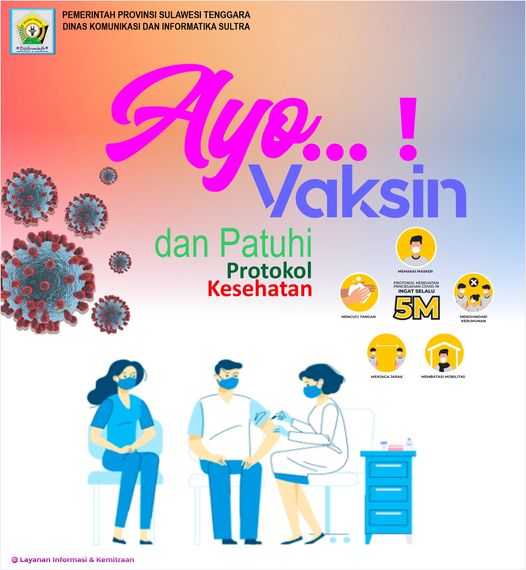 PEMERINTAH PROVINSI SULAWESI TENGGARA
DINAS KOMUNIKASI DAN INFORMATIKA SULTRA
Ayo... !
Vaksin
dan Patuhi
Protokol
Kesehatan
MEMAKAI MASKER
MENCUCI TANGAN
PROTOKOL KESEHATAN
PENCEGAHAN COVID-19
INGAT SELALU
5M
MENGHINDARI
KERUMUNAN
MENJAGA JARAK
MEMBATASI MOBILITAS
@ Layanan Informasi & Kemitraan